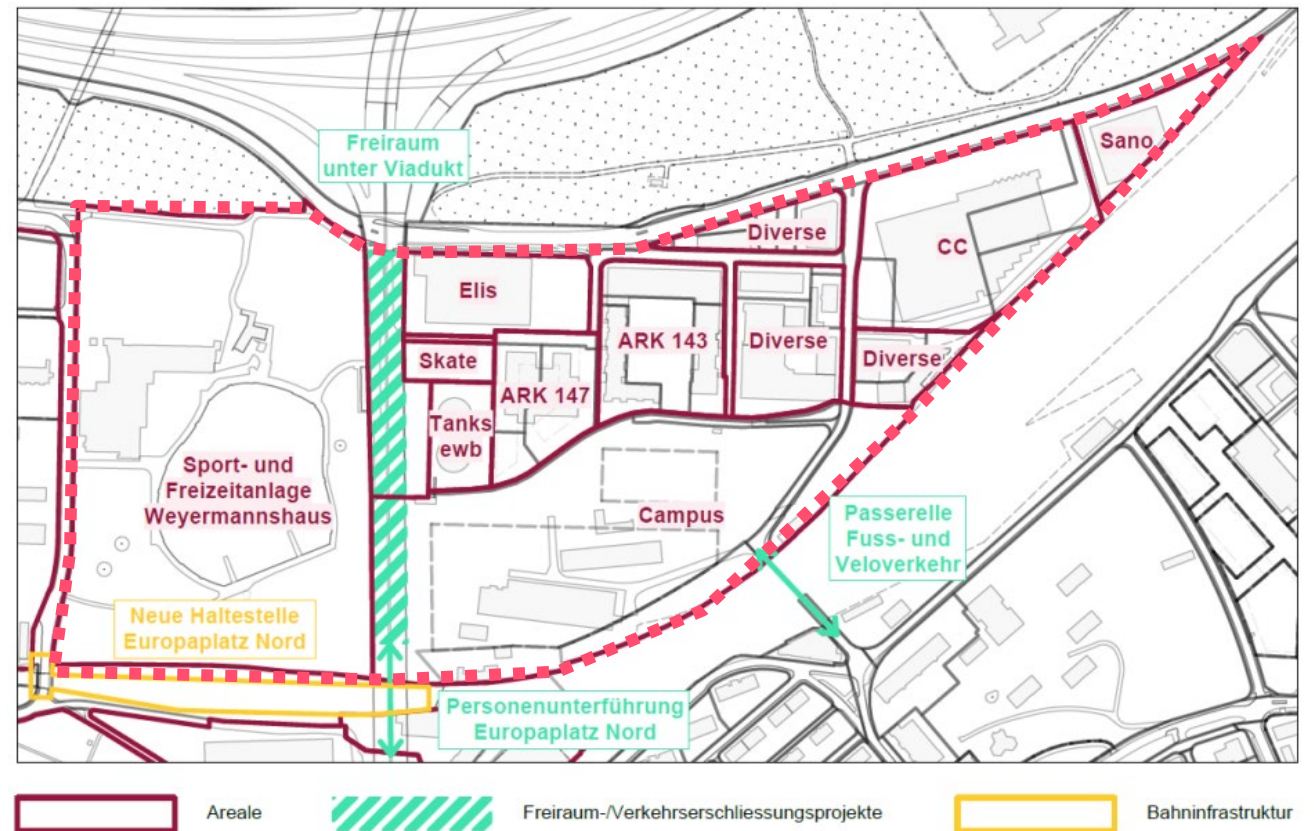 Freiraum
unter Viadukt
Sano
Diverse
CC
Elis
ARK 143
Diverse
Diverse
Skate
ARK 147
Tanks
ewb
Sport- und
Freizeitanlage
Weyermannshaus
Campus
Passerelle
Fuss- und
Veloverkehr
Neue Haltestelle
Europaplatz Nord
Personenunterführung
Europaplatz Nord
Areale
Freiraum-/Verkehrserschliessungsprojekte
Bahninfrastruktur